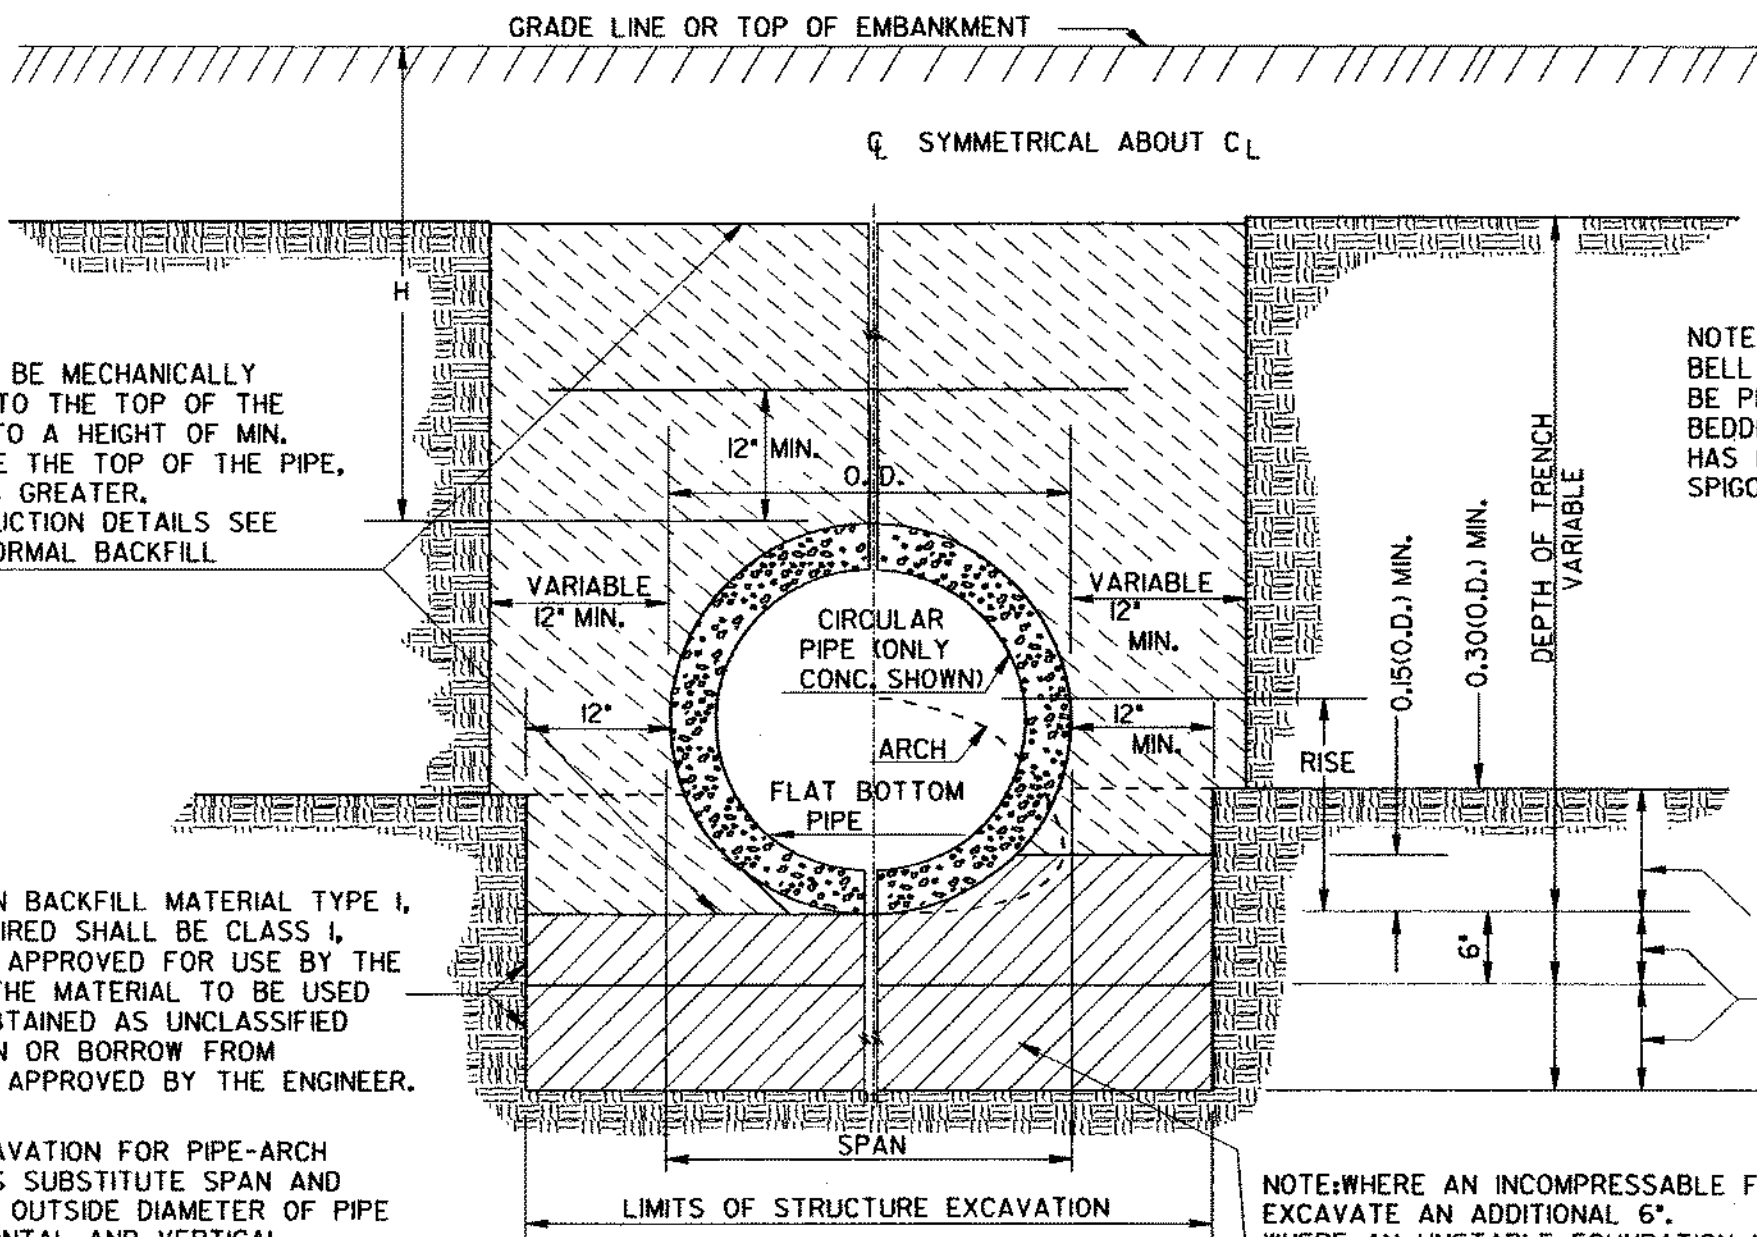 GRADE LINE OR TOP OF EMBANKMENT
℄ SYMMETRICAL ABOUT CL
H
BE MECHANICALLY
TO THE TOP OF THE
TO A HEIGHT OF MIN.
THE TOP OF THE PIPE,
GREATER.
UCTION DETAILS SEE
ORMAL BACKFILL
12" MIN.
O.D.
VARIABLE
12" MIN.
VARIABLE
12"
MIN.
CIRCULAR
PIPE (ONLY
CONC. SHOWN)
12"
12"
MIN.
ARCH
FLAT BOTTOM
PIPE
RISE
0.15(O.D.) MIN.
0.30(O.D.) MIN.
DEPTH OF TRENCH
VARIABLE
6"
NOTE
BELL
BE
BEDD
HAS
SPIGO
N BACKFILL MATERIAL TYPE I,
IRED SHALL BE CLASS I,
APPROVED FOR USE BY THE
THE MATERIAL TO BE USED
BTAINED AS UNCLASSIFIED
N OR BORROW FROM
APPROVED BY THE ENGINEER.
AVATION FOR PIPE-ARCH
S SUBSTITUTE SPAN AND
OUTSIDE DIAMETER OF PIPE
SPAN
LIMITS OF STRUCTURE EXCAVATION
NOTE:WHERE AN INCOMPRESSABLE F
EXCAVATE AN ADDITIONAL 6".